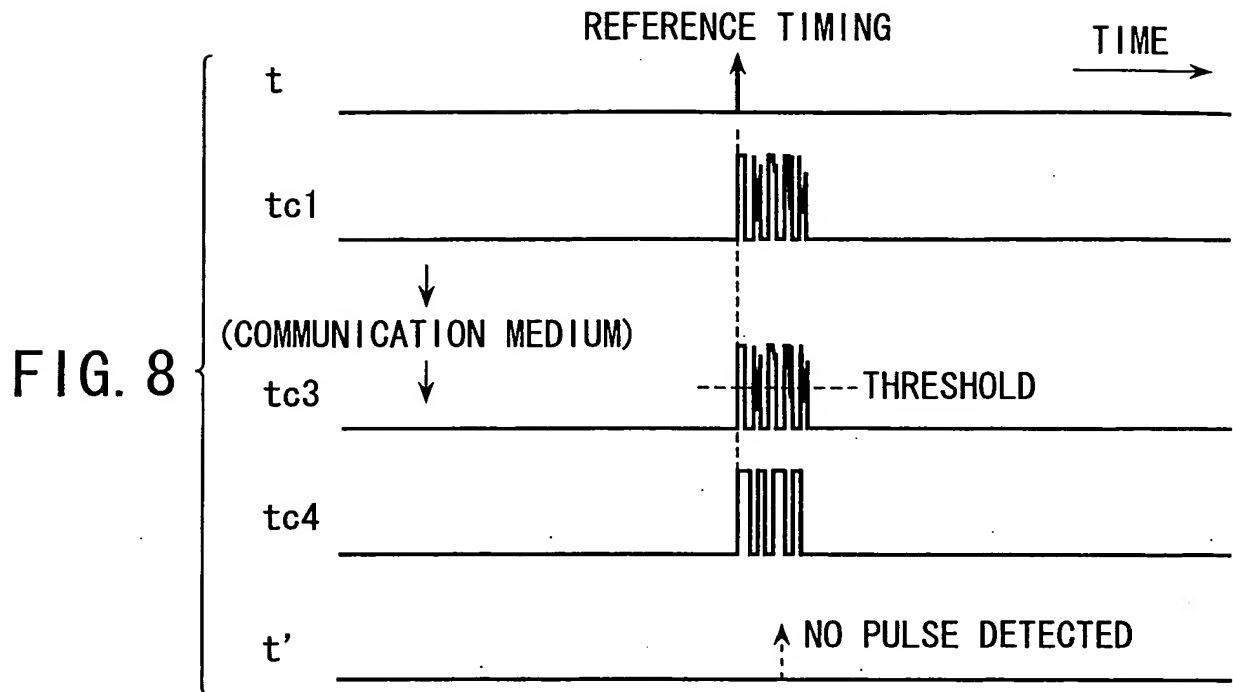 REFERENCE TIMING
TIME
t
tc1
(COMMUNICATION MEDIUM)
FIG. 8
tc3
THRESHOLD
tc4
NO PULSE DETECTED
t'